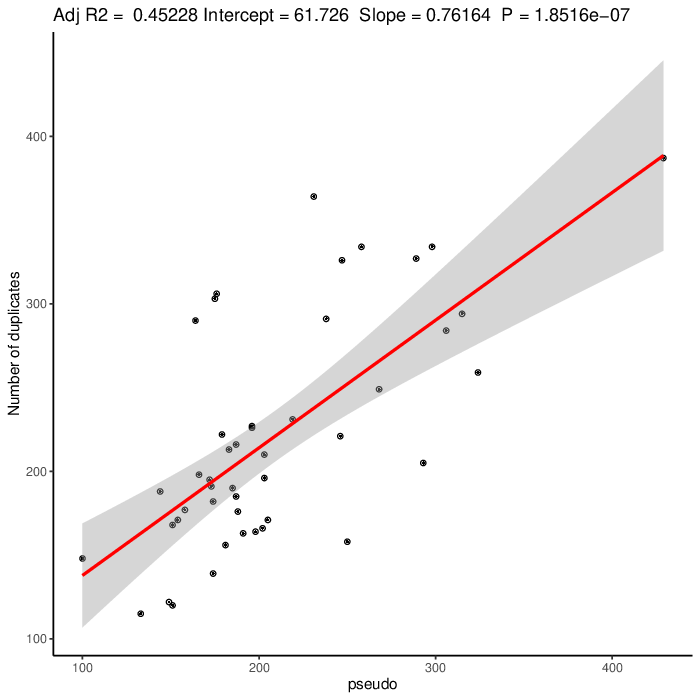 Adj R2 =  0.45228 Intercept = 61.726  Slope = 0.76164  P = 1.8516e−07
Number of duplicates
400
300
200
100
100
200
300
400
pseudo